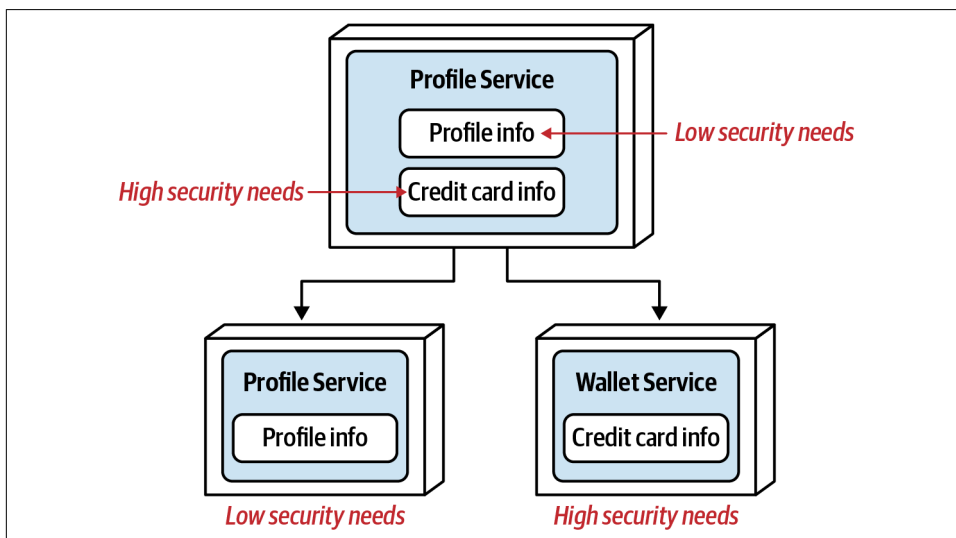 Profile Service
Profile info
Low security needs
High security needs
Credit card info
Profile Service
Wallet Service
Profile info
Credit card info
Low security needs
High security needs